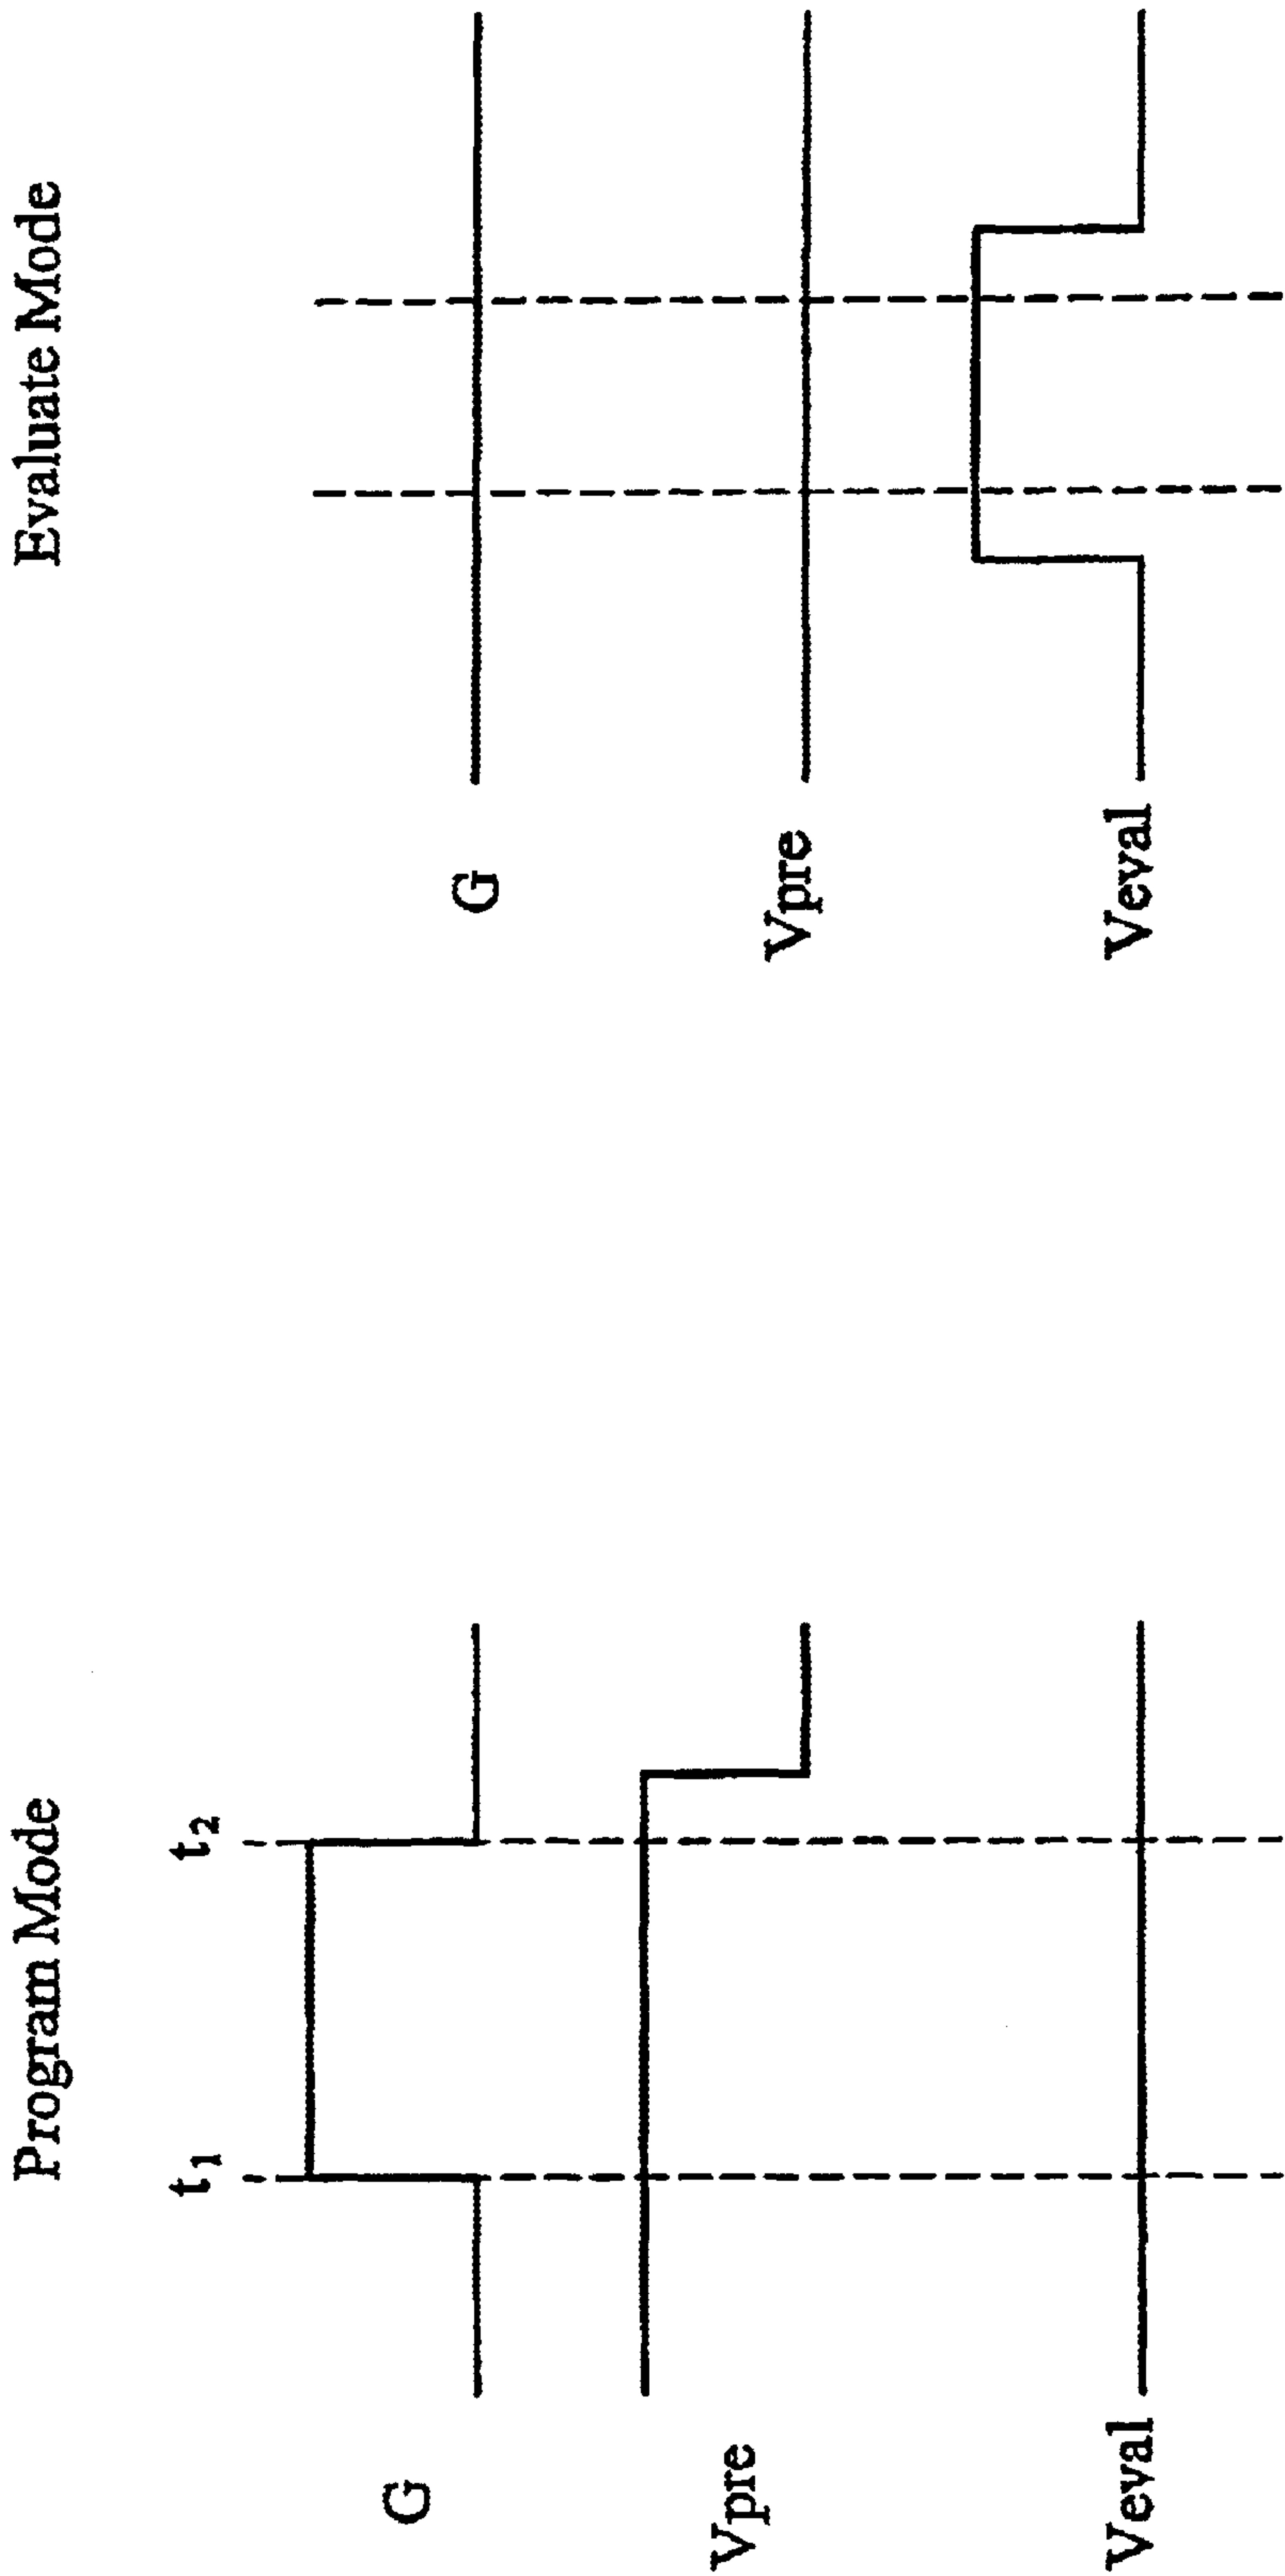 Program Mode
t1 t2
G
Vpre
Veval
Evaluate Mode
G
Vpre
Veval